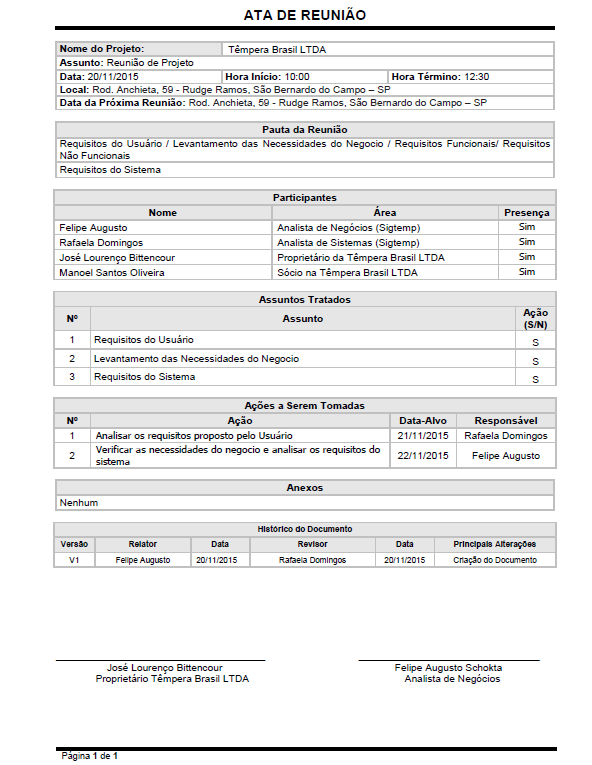 ATA DE REUNIÃO
Nome do Projeto: Têmpera Brasil LTDA
Assunto: Reunião de Projeto
Data: 20/11/2015 Hora Início: 10:00 Hora Término: 12:30
Local: Rod. Anchieta, 59 - Rudge Ramos, São Bernardo do Campo – SP
Data da Próxima Reunião: Rod. Anchieta, 59 - Rudge Ramos, São Bernardo do Campo – SP
Pauta da Reunião
Requisitos do Usuário / Levantamento das Necessidades do Negocio / Requisitos Funcionais/ Requisitos
Não Funcionais
Requisitos do Sistema
Participantes
Nome Área Presença
Felipe Augusto Analista de Negócios (Sigtemp) Sim
Rafaela Domingos Analista de Sistemas (Sigtemp) Sim
José Lourenço Bittencour Proprietário da Têmpera Brasil LTDA Sim
Manoel Santos Oliveira Sócio na Têmpera Brasil LTDA Sim
Assuntos Tratados
Nº Assunto Ação
(S/N)
1 Requisitos do Usuário S
2 Levantamento das Necessidades do Negocio S
3 Requisitos do Sistema S
Ações a Serem Tomadas
Nº Ação Data-Alvo Responsável
1 Analisar os requisitos proposto pelo Usuário 21/11/2015 Rafaela Domingos
2 Verificar as necessidades do negocio e analisar os requisitos do
sistema 22/11/2015 Felipe Augusto
Anexos
Nenhum
Histórico do Documento
Versão Relator Data Revisor Data Principais Alterações
V1 Felipe Augusto 20/11/2015 Rafaela Domingos 20/11/2015 Criação do Documento
José Lourenço Bittencour Felipe Augusto Schokta
Proprietário Têmpera Brasil LTDA Analista de Negócios
Página 1 de 1